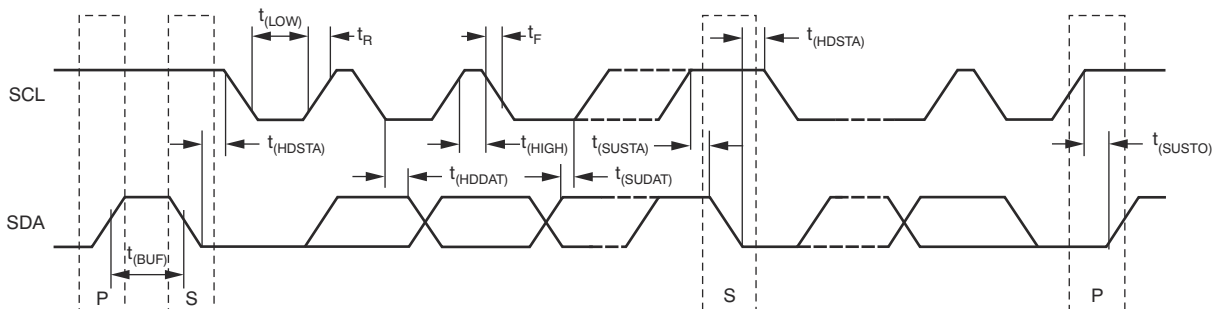 t(LOW)
tR
tF
t(HDSTA)
SCL
t(HDSTA)
t(HIGH)
t(SUSTA)
t(SUSTO)
t(HDDAT)
t(SUDAT)
SDA
t(BUF)
P
S
S
P